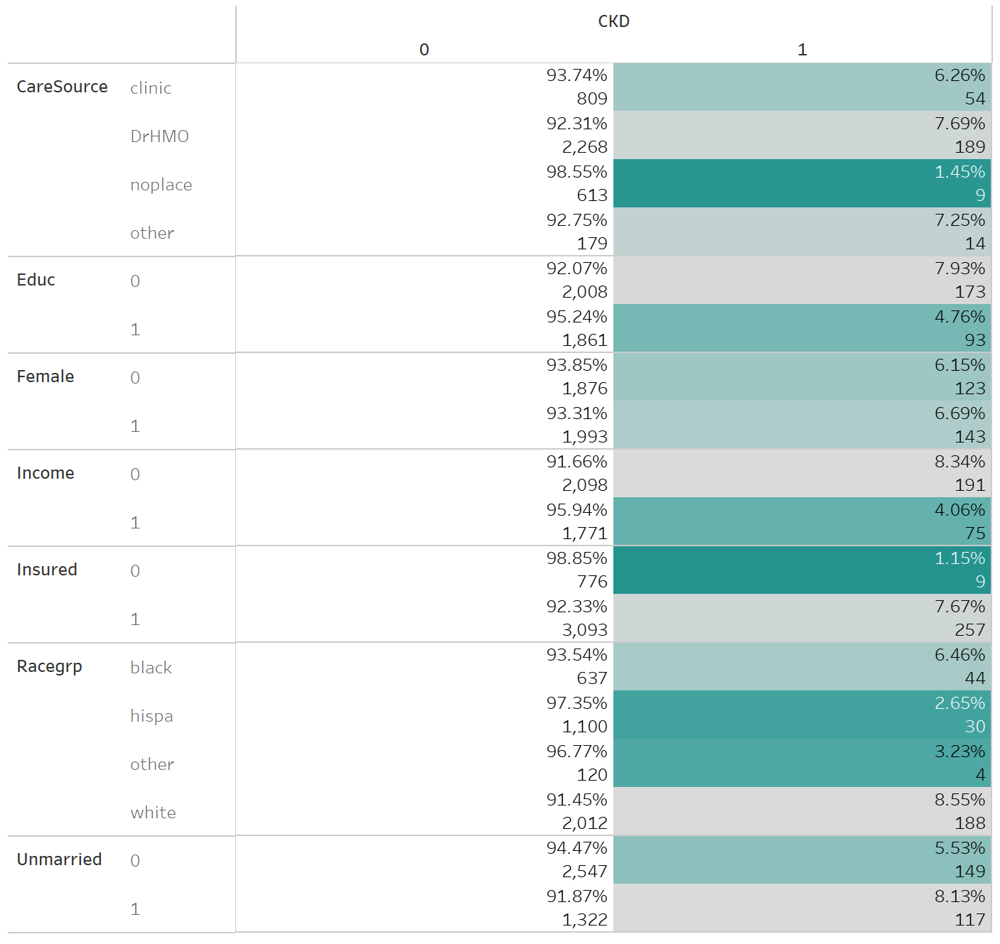 CKD
0 1
CareSource clinic 93.74% 6.26%
809 54
DrHMO 92.31% 7.69%
2,268 189
noplace 98.55% 1.45%
613 9
other 92.75% 7.25%
179 14
Educ 0 92.07% 7.93%
2,008 173
1 95.24% 4.76%
1,861 93
Female 0 93.85% 6.15%
1,876 123
1 93.31% 6.69%
1,993 143
Income 0 91.66% 8.34%
2,098 191
1 95.94% 4.06%
1,771 75
Insured 0 98.85% 1.15%
776 9
1 92.33% 7.67%
3,093 257
Racegrp black 93.54% 6.46%
637 44
hispa 97.35% 2.65%
1,100 30
other 96.77% 3.23%
120 4
white 91.45% 8.55%
2,012 188
Unmarried 0 94.47% 5.53%
2,547 149
1 91.87% 8.13%
1,322 117